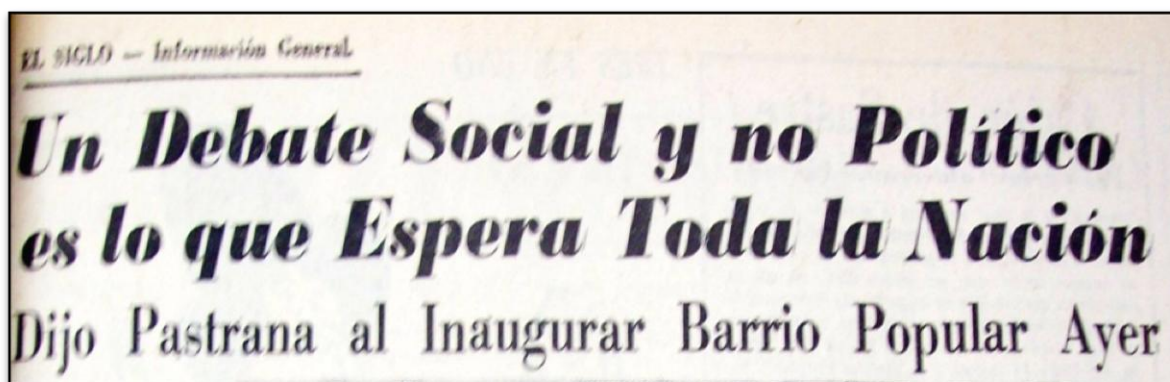 EL SIGLO — Información General
Un Debate Social y no Político
es lo que Espera Toda la Nación
Dijo Pastrana al Inaugurar Barrio Popular Ayer